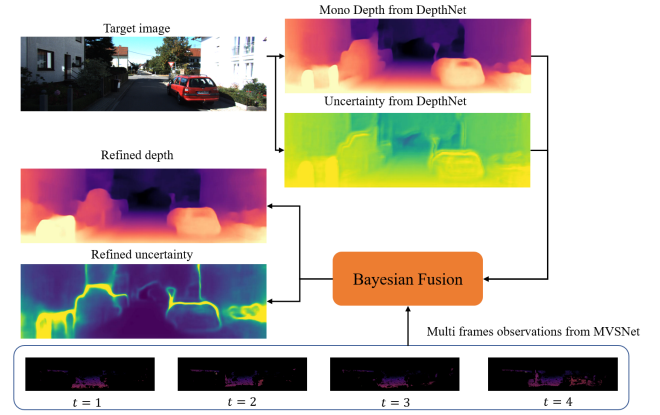 Target image
Mono Depth from DepthNet
Uncertainty from DepthNet
Refined depth
Refined uncertainty
Bayesian Fusion
Multi frames observations from MVSNet
t = 1
t = 2
t = 3
t = 4